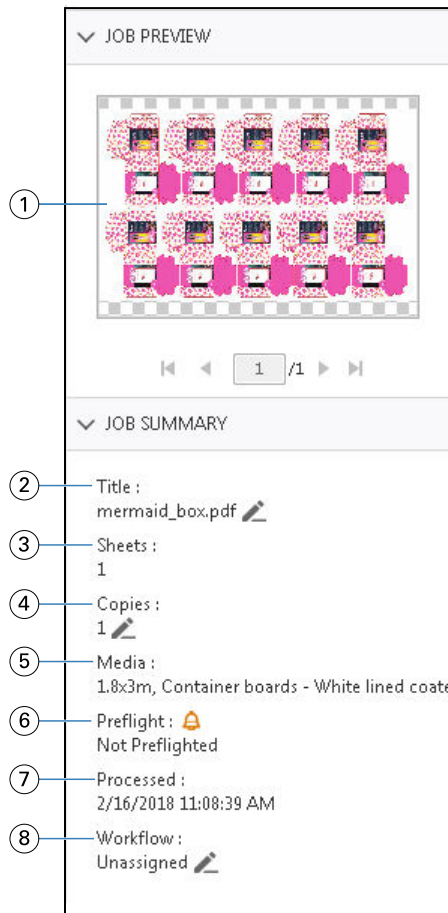 JOB PREVIEW
1
1 /1
JOB SUMMARY
2 Title :
mermaid_box.pdf
3 Sheets :
1
4 Copies :
1
5 Media :
1.8x3m, Container boards - White lined coate
6 Preflight :
Not Preflighted
7 Processed :
2/16/2018 11:08:39 AM
8 Workflow :
Unassigned